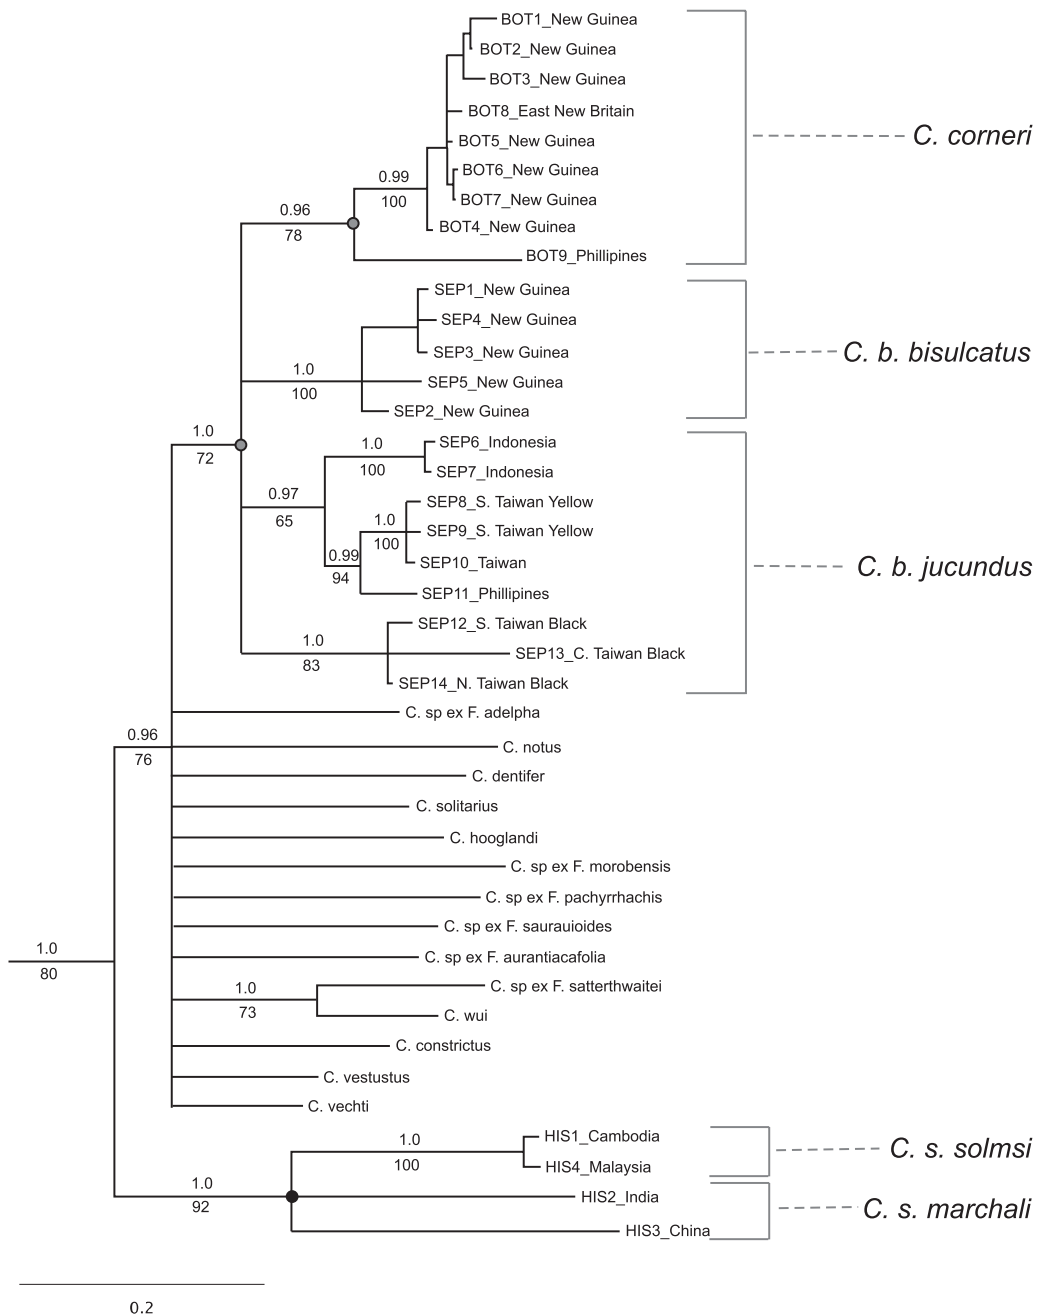 BOT1_New Guinea
BOT2_New Guinea
BOT3_New Guinea
BOT8_East New Britain
C. corneri
BOT5_New Guinea
BOT6_New Guinea
0.99
100
BOT7_New Guinea
0.96
78
BOT4_New Guinea
BOT9_Phillipines
SEP1_New Guinea
SEP4_New Guinea
SEP3_New Guinea
C. b. bisulcatus
1.0
100
SEP5_New Guinea
SEP2_New Guinea
1.0
72
SEP6_Indonesia
1.0
100
SEP7_Indonesia
0.97
65
SEP8_S. Taiwan Yellow
1.0
100
SEP9_S. Taiwan Yellow
0.99
94
SEP10_Taiwan
C. b. jucundus
SEP11_Phillipines
SEP12_S. Taiwan Black
1.0
83
SEP13_C. Taiwan Black
SEP14_N. Taiwan Black
C. sp ex F. adelpha
0.96
76
C. notus
C. dentifer
C. solitarius
C. hooglandi
C. sp ex F. morobensis
C. sp ex F. pachyrrhachis
C. sp ex F. saurauioides
1.0
80
C. sp ex F. aurantiacafolia
C. sp ex F. satterthwaitei
1.0
73
C. wui
C. constrictus
C. vestustus
C. vechti
HIS1_Cambodia
1.0
100
C. s. solmsi
HIS4_Malaysia
1.0
92
HIS2_India
C. s. marchali
HIS3_China
0.2